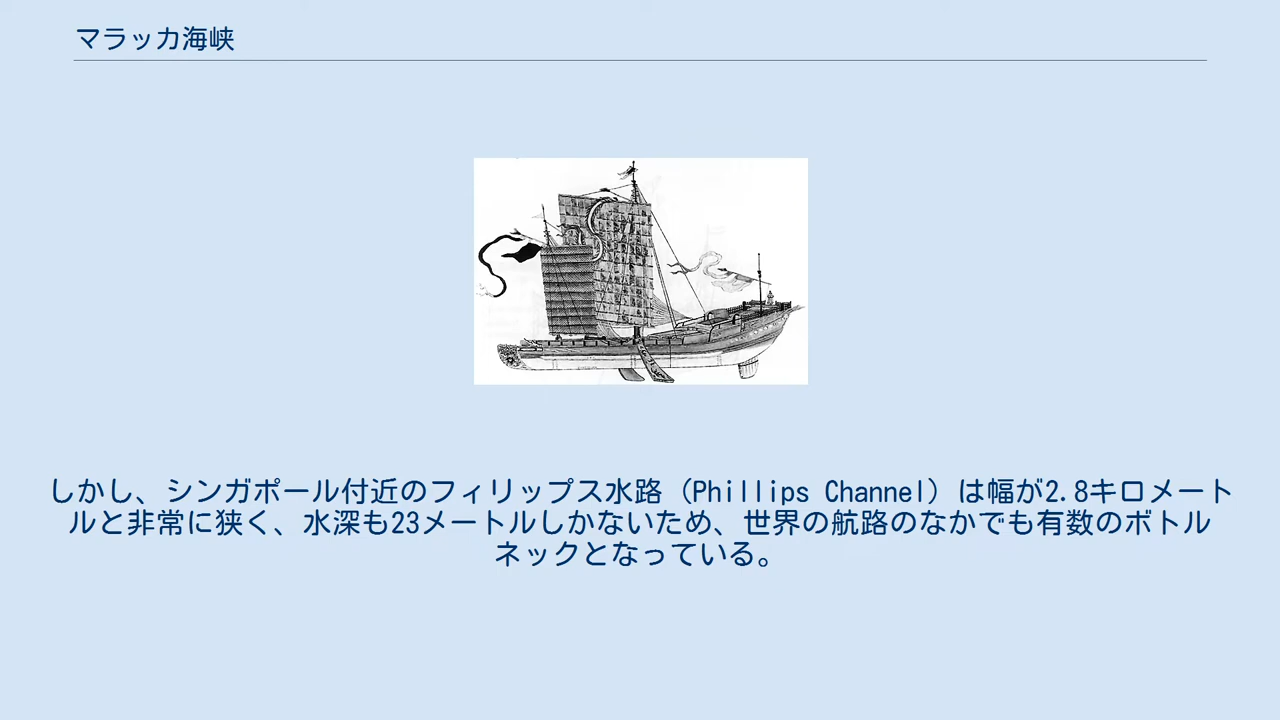 マラッカ海峡
しかし、シンガポール付近のフィリップス水路（Phillips Channel）は幅が2.8キロメート
ルと非常に狭く、水深も23メートルしかないため、世界の航路のなかでも有数のボトル
ネックとなっている。